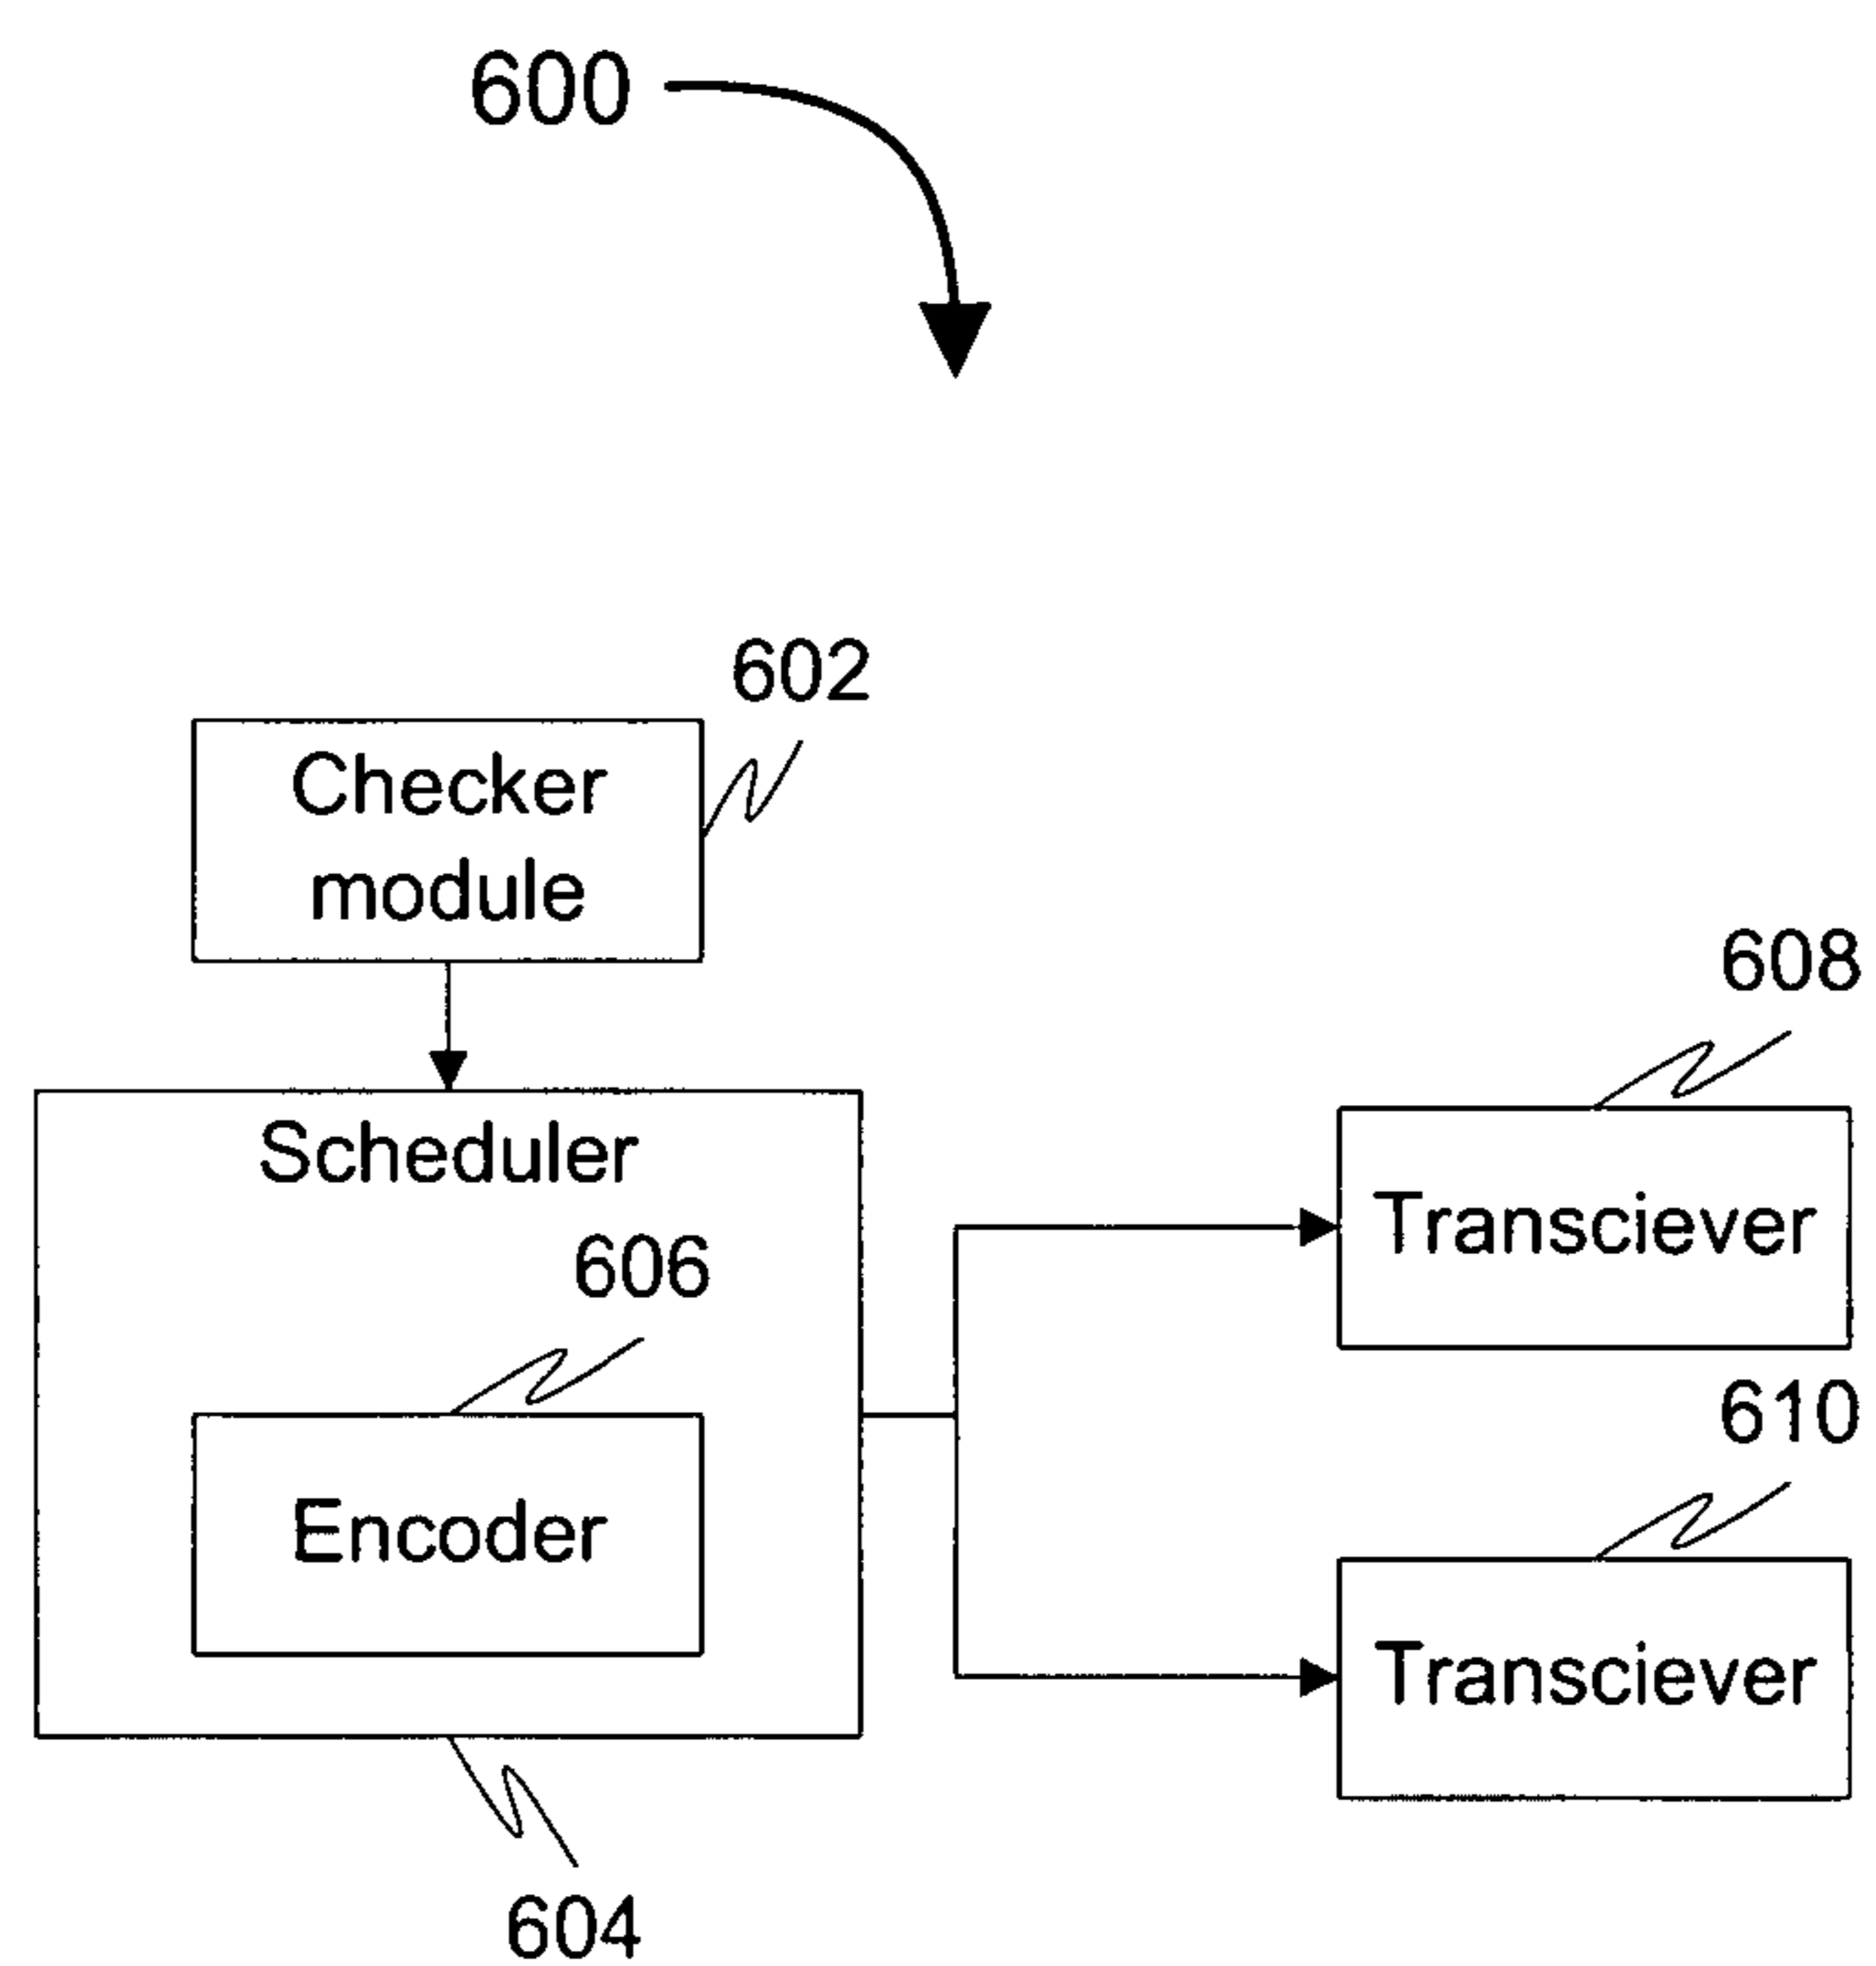 600
602
Checker
module
608
Scheduler
Transciever
606
610
Encoder
Transciever
604